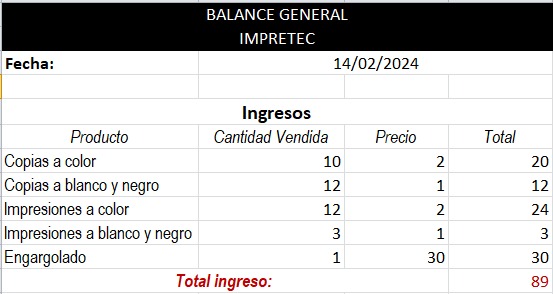 BALANCE GENERAL
IMPRETEC
Fecha: 14/02/2024
Ingresos
Producto Cantidad Vendida Precio Total
Copias a color 10 2 20
Copias a blanco y negro 12 1 12
Impresiones a color 12 2 24
Impresiones a blanco y negro 3 1 3
Engargolado 1 30 30
Total ingreso: 89